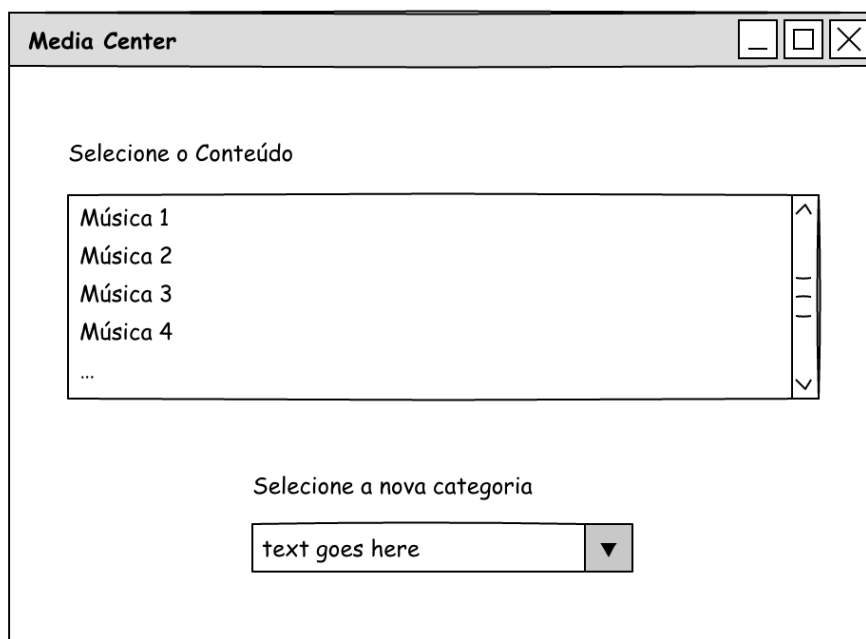 Media Center
Selecione o Conteúdo
Música 1
Música 2
Música 3
Música 4
...
Selecione a nova categoria
text goes here